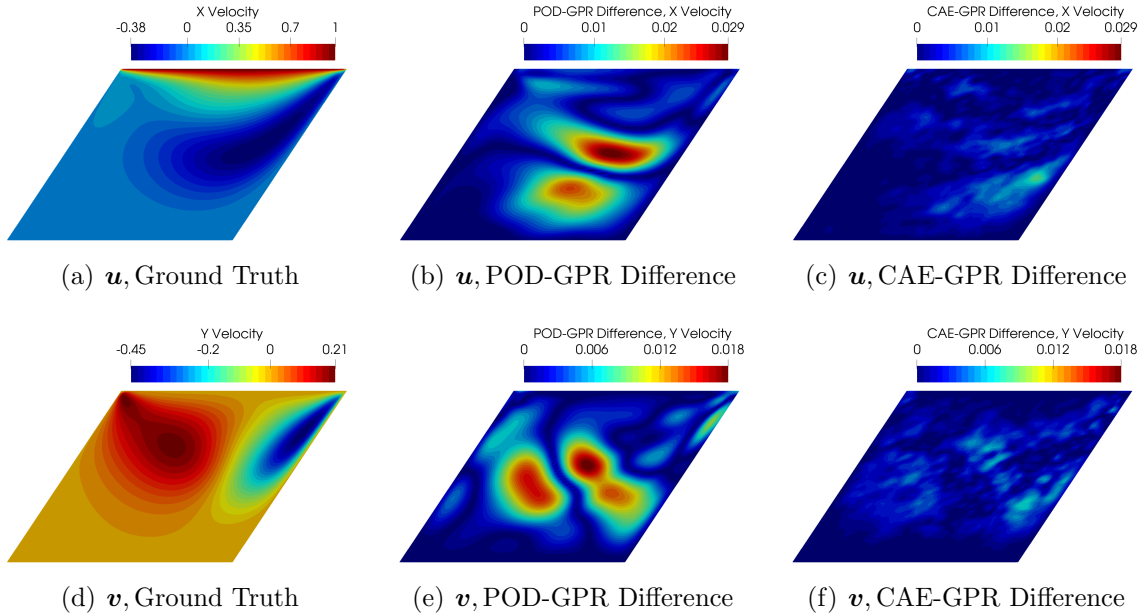 X Velocity
-0.38 0 0.35 0.7 1
POD-GPR Difference, X Velocity
0 0.01 0.02 0.029
CAE-GPR Difference, X Velocity
0 0.01 0.02 0.029
(a) u, Ground Truth
(b) u, POD-GPR Difference
(c) u, CAE-GPR Difference
Y Velocity
-0.45 -0.2 0 0.21
POD-GPR Difference, Y Velocity
0 0.006 0.012 0.018
CAE-GPR Difference, Y Velocity
0 0.006 0.012 0.018
(d) v, Ground Truth
(e) v, POD-GPR Difference
(f) v, CAE-GPR Difference